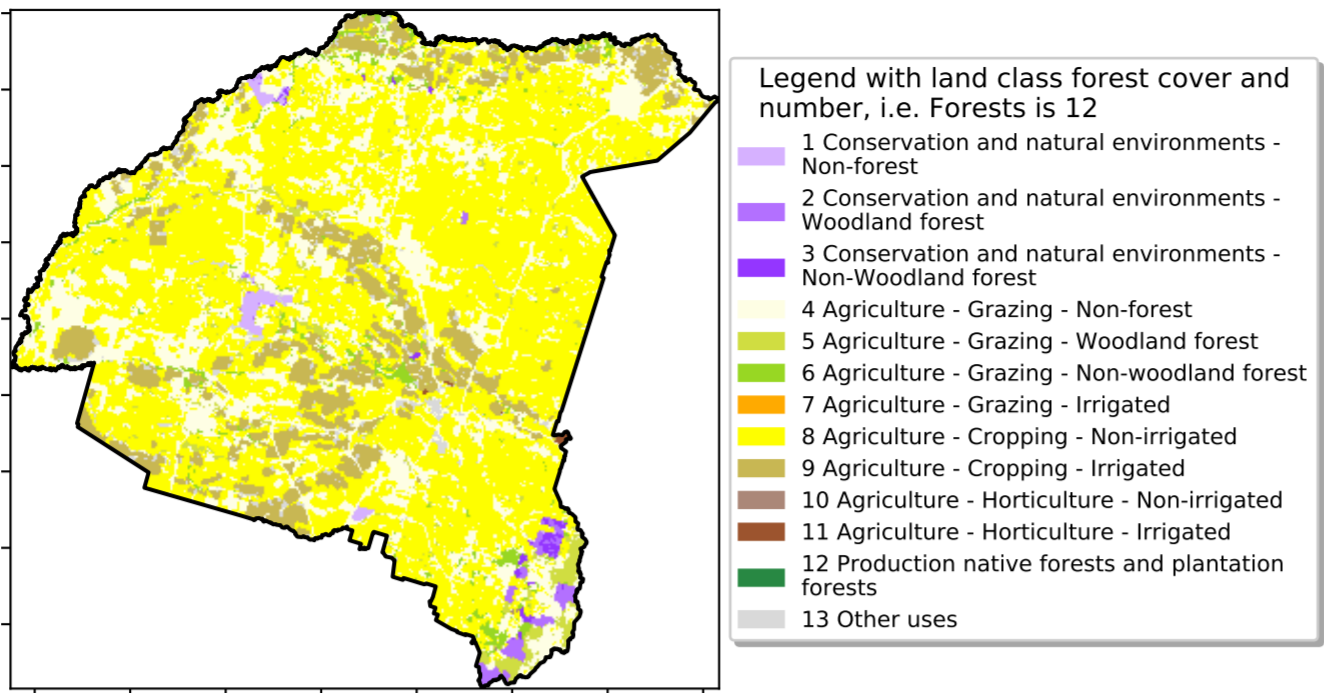 Legend with land class forest cover and
number, i.e. Forests is 12
1 Conservation and natural environments -
Non-forest
2 Conservation and natural environments -
Woodland forest
3 Conservation and natural environments -
Non-Woodland forest
4 Agriculture - Grazing - Non-forest
5 Agriculture - Grazing - Woodland forest
6 Agriculture - Grazing - Non-woodland forest
7 Agriculture - Grazing - Irrigated
8 Agriculture - Cropping - Non-irrigated
9 Agriculture - Cropping - Irrigated
10 Agriculture - Horticulture - Non-irrigated
11 Agriculture - Horticulture - Irrigated
12 Production native forests and plantation
forests
13 Other uses